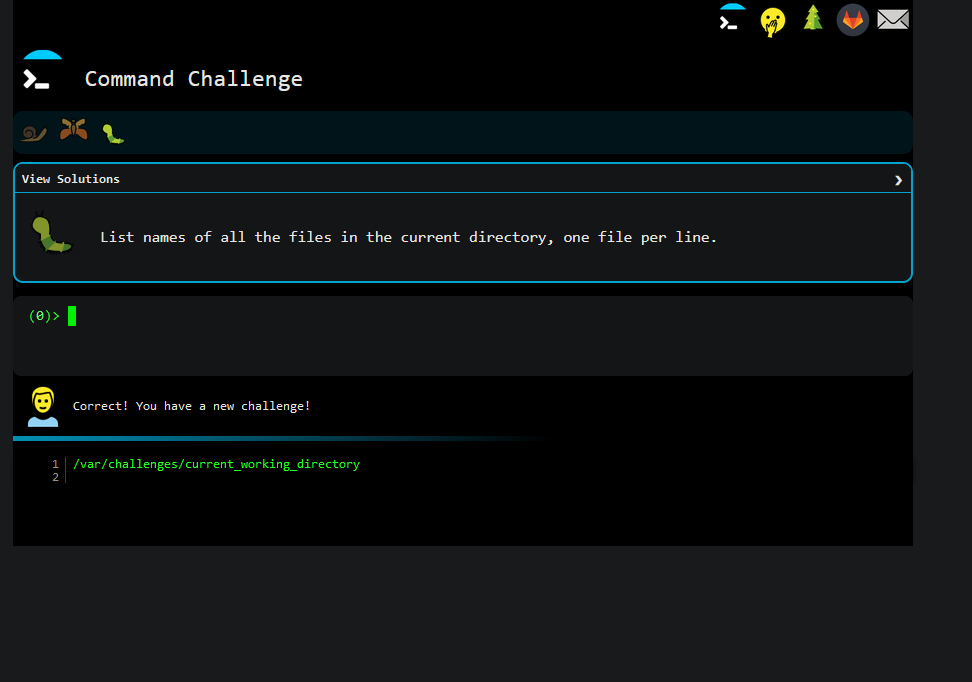 Command Challenge
View Solutions
List names of all the files in the current directory, one file per line.
(0)>
Correct! You have a new challenge!
1 /var/challenges/current_working_directory
2